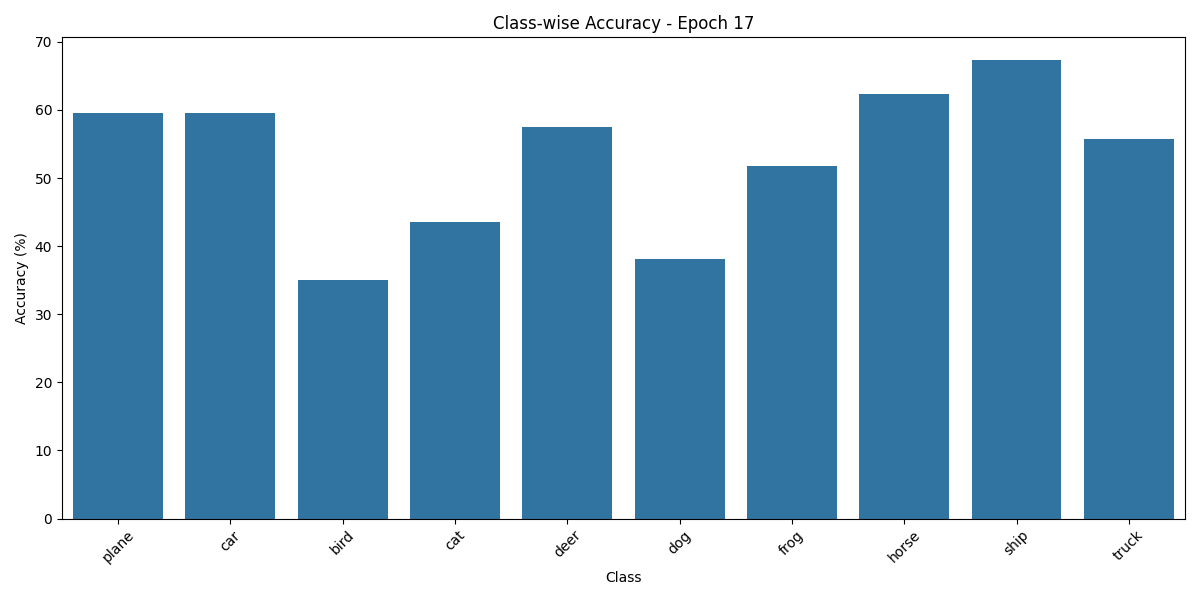 Class-wise Accuracy - Epoch 17
70
60
50
40
30
20
10
0
Accuracy (%)
plane
car
bird
cat
deer
dog
frog
horse
ship
truck
Class